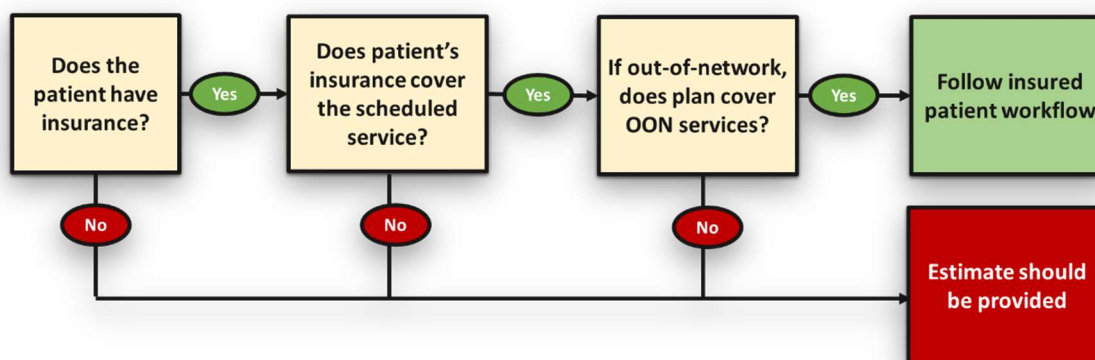 Does the
patient have
insurance?
Yes
Does patient’s
insurance cover
the scheduled
service?
Yes
If out-of-network,
does plan cover
OON services?
Yes
Follow insured
patient workflow
No
No
No
Estimate should
be provided